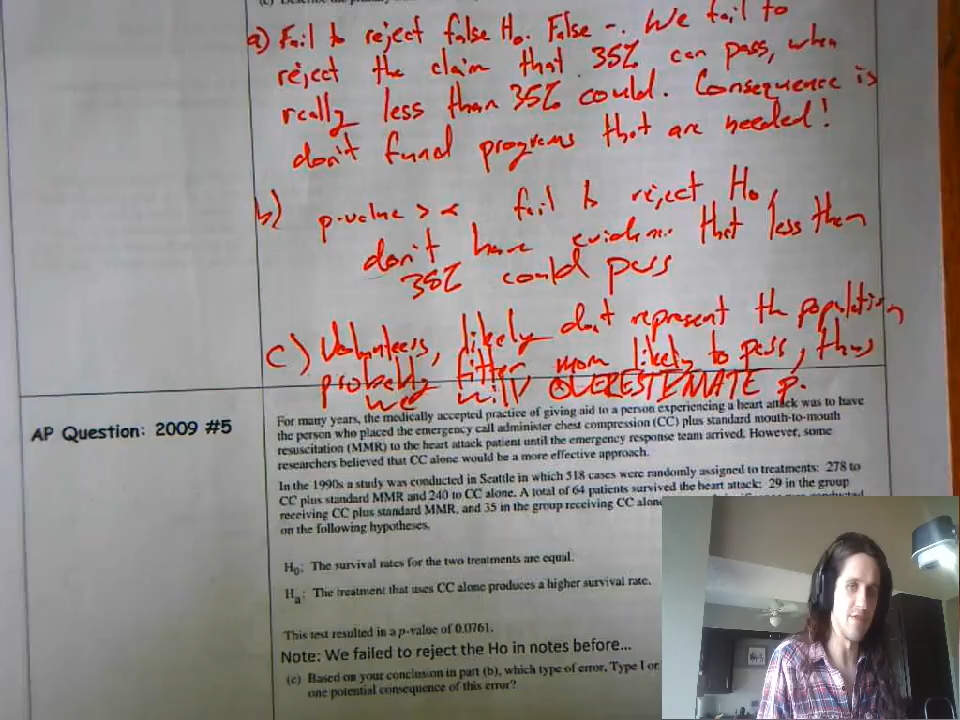 a) Fail to reject false Ho. False -. We fail to
reject the claim that 35% can pass, when
really less than 35% could. Consequence is
don't fund programs that are needed!
b) p-value > α fail to reject Ho,
don't have evidence that less than
35% could pass
c) Volunteers, likely don't represent the population
probably fitter more likely to pass, thus
we will OVERESTIMATE p.
AP Question: 2009 #5
For many years, the medically accepted practice of giving aid to a person experiencing a heart attack was to have
the person who placed the emergency call administer chest compression (CC) plus standard mouth-to-mouth
resuscitation (MMR) to the heart attack patient until the emergency response team arrived. However, some
researchers believed that CC alone would be a more effective approach.
In the 1990s a study was conducted in Seattle in which 518 cases were randomly assigned to treatments: 278 to
CC plus standard MMR and 240 to CC alone. A total of 64 patients survived the heart attack: 29 in the group
receiving CC plus standard MMR, and 35 in the group receiving CC alone
on the following hypotheses.
H0: The survival rates for the two treatments are equal.
Ha: The treatment that uses CC alone produces a higher survival rate.
This test resulted in a p-value of 0.0761.
Note: We failed to reject the Ho in notes before...
(c) Based on your conclusion in part (b), which type of error, Type I or
one potential consequence of this error?